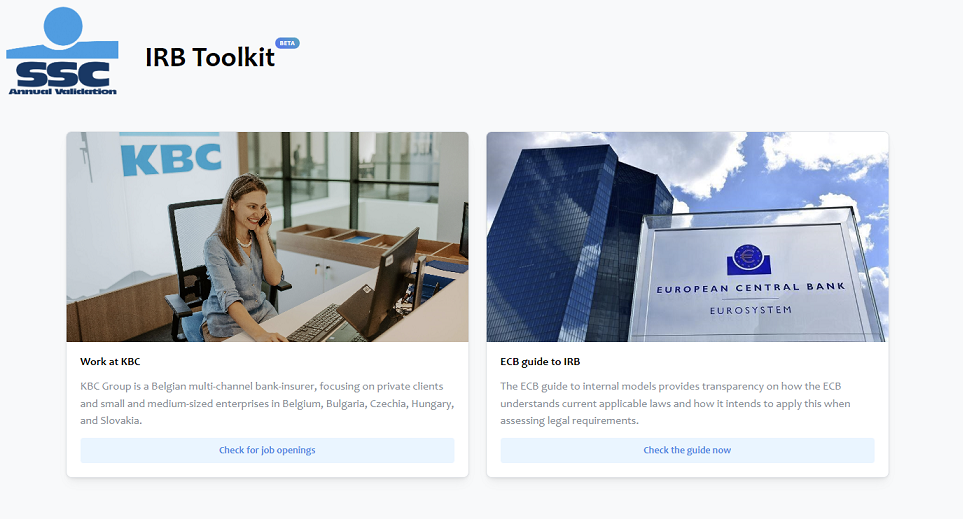 SSC
Annual Validation
IRB Toolkit
BETA
KBC
EUROPEAN CENTRAL BANK
EUROSYSTEM
Work at KBC
KBC Group is a Belgian multi-channel bank-insurer, focusing on private clients
and small and medium-sized enterprises in Belgium, Bulgaria, Czechia, Hungary,
and Slovakia.
Check for job openings
ECB guide to IRB
The ECB guide to internal models provides transparency on how the ECB
understands current applicable laws and how it intends to apply this when
assessing legal requirements.
Check the guide now